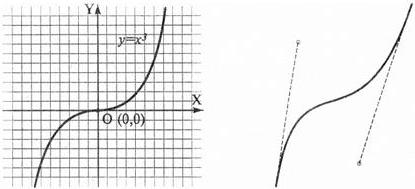 Y
y=x³
X
O (0,0)